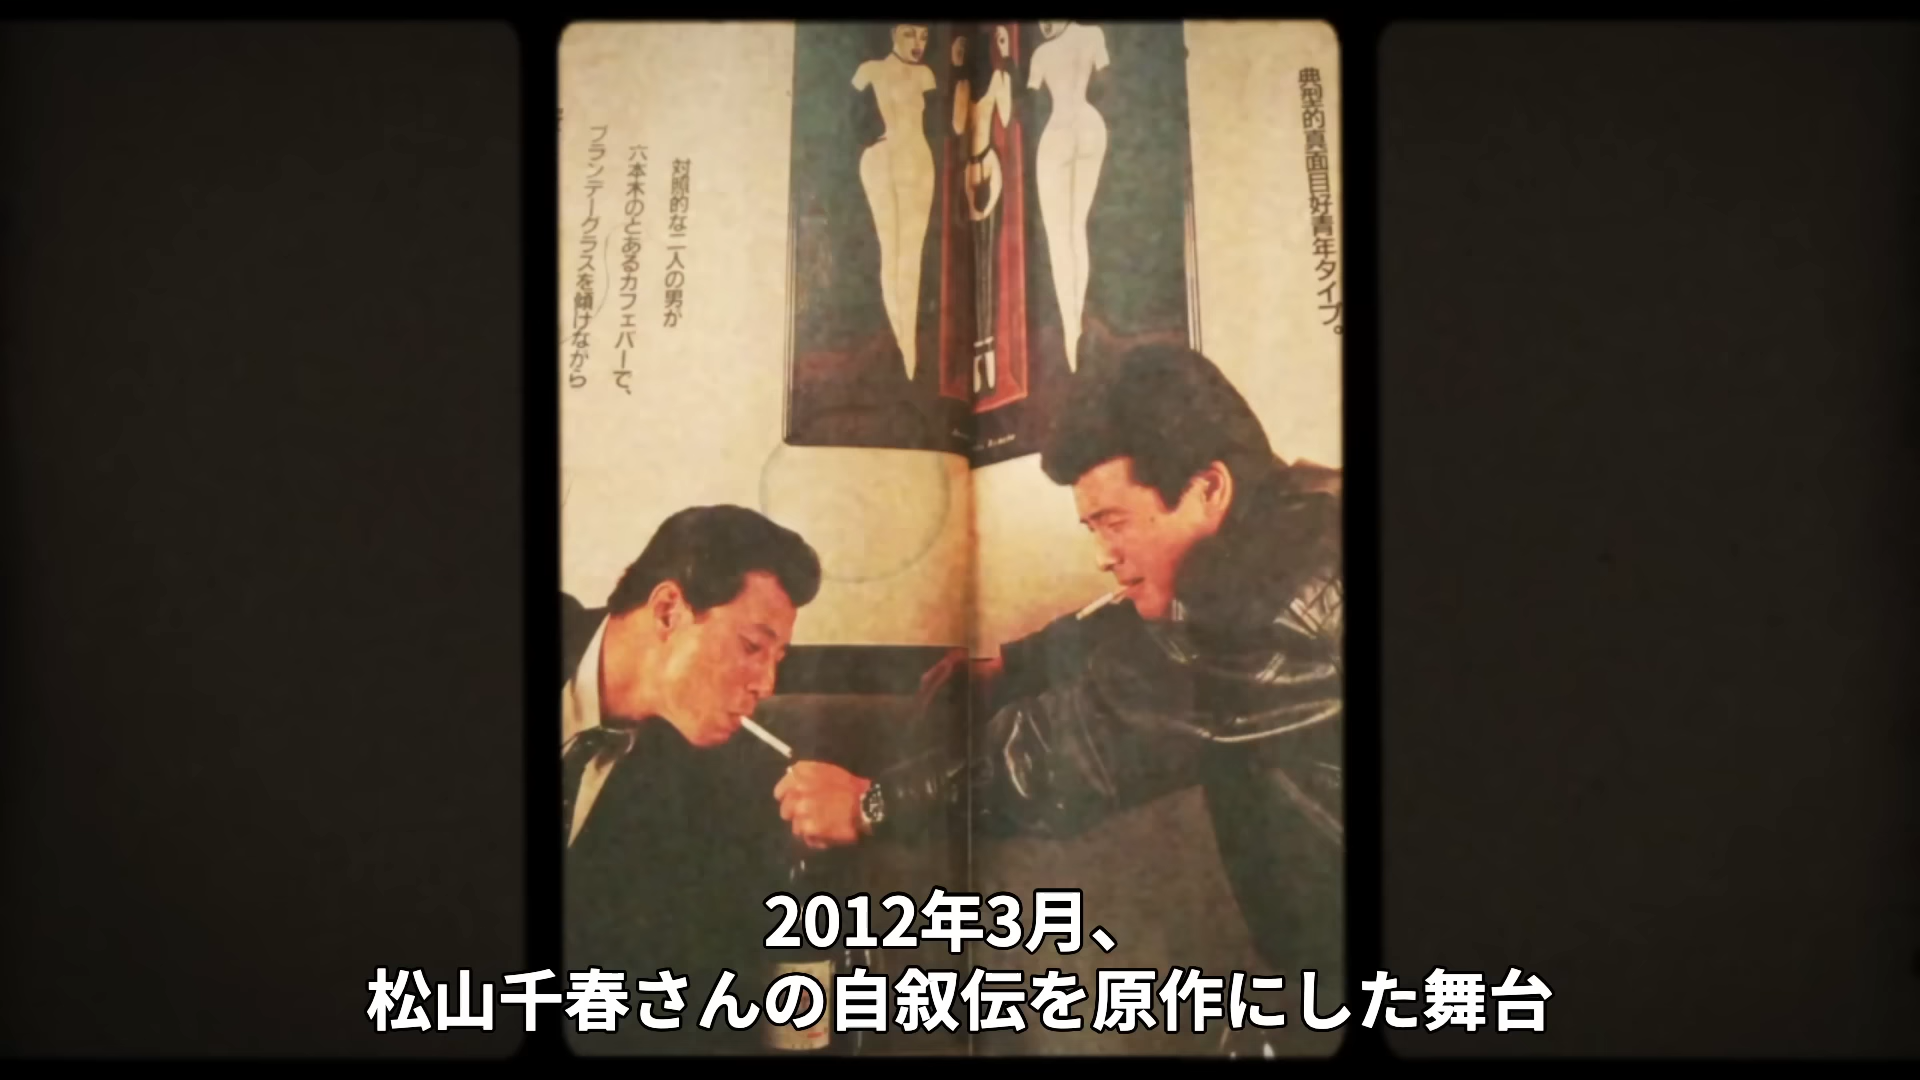 典型的真面目好青年タイプ。
対照的な二人の男が
六本木のとあるカフェバーで、
ブランデーグラスを傾けながら
2012年3月、
松山千春さんの自叙伝を原作にした舞台